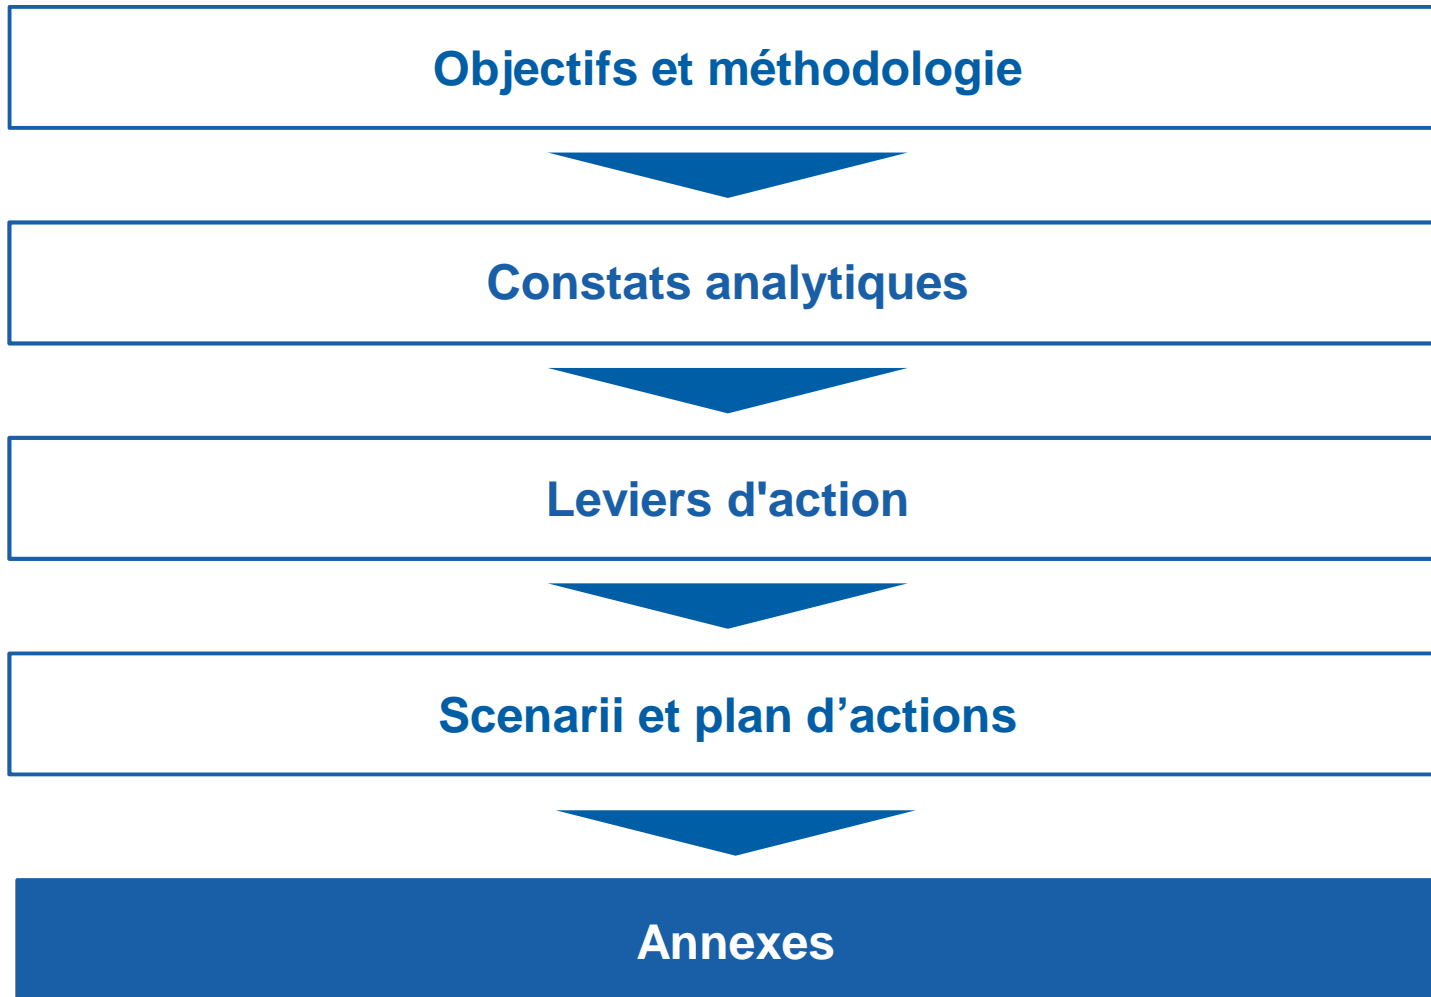 Objectifs et méthodologie
Constats analytiques
Leviers d'action
Scenarii et plan d’actions
Annexes